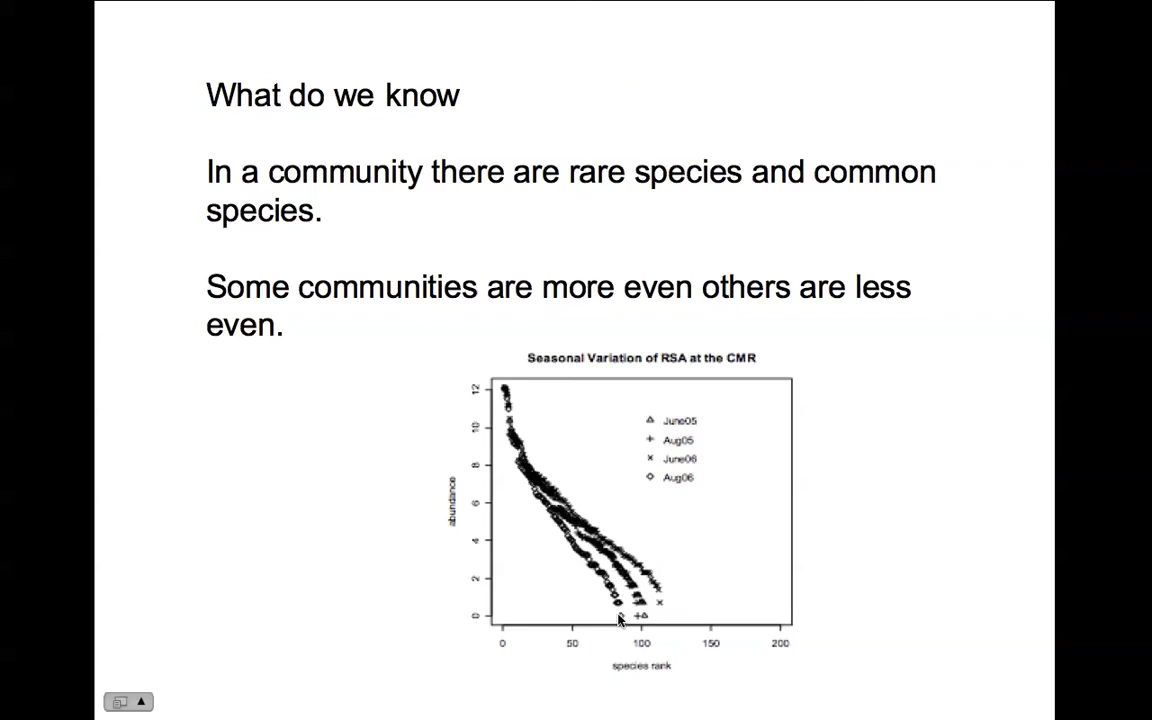 What do we know
In a community there are rare species and common
species.
Some communities are more even others are less
even.
Seasonal Variation of RSA at the CMR
12
10
8
6
4
2
0
abundance
June05
Aug05
June06
Aug06
0 50 100 150 200
species rank